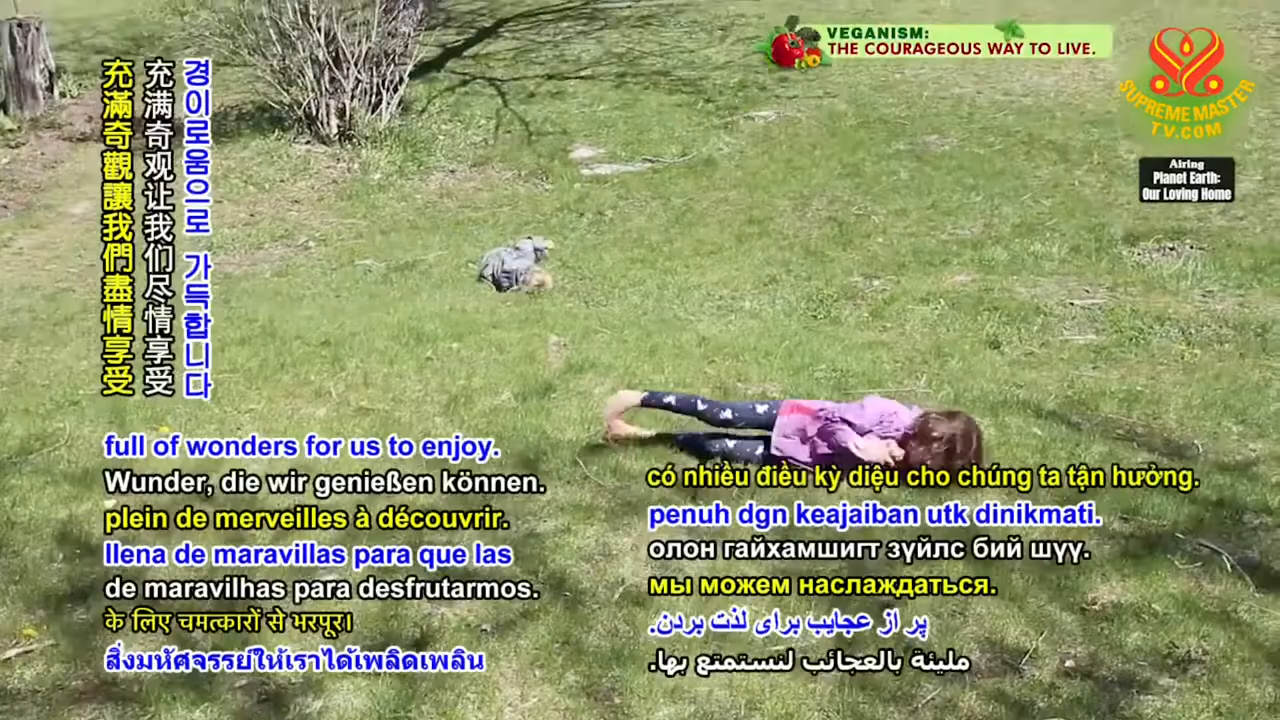 VEGANISM:
THE COURAGEOUS WAY TO LIVE.
SUPREME MASTER
TV.COM
Airing
Planet Earth:
Our Loving Home
充滿奇觀讓我們盡情享受
充满奇观让我们尽情享受
경이로움으로 가득합니다
full of wonders for us to enjoy.
Wunder, die wir genießen können.
plein de merveilles à découvrir.
llena de maravillas para que las
de maravilhas para desfrutarmos.
के लिए चमत्कारों से भरपूर।
สิ่งมหัศจรรย์ให้เราได้เพลิดเพลิน
có nhiều điều kỳ diệu cho chúng ta tận hưởng.
penuh dgn keajaiban utk dinikmati.
олон гайхамшигт зүйлс бий шүү.
мы можем наслаждаться.
پر از عجایب برای لذت بردن.
مليئة بالعجائب لنستمتع بها.